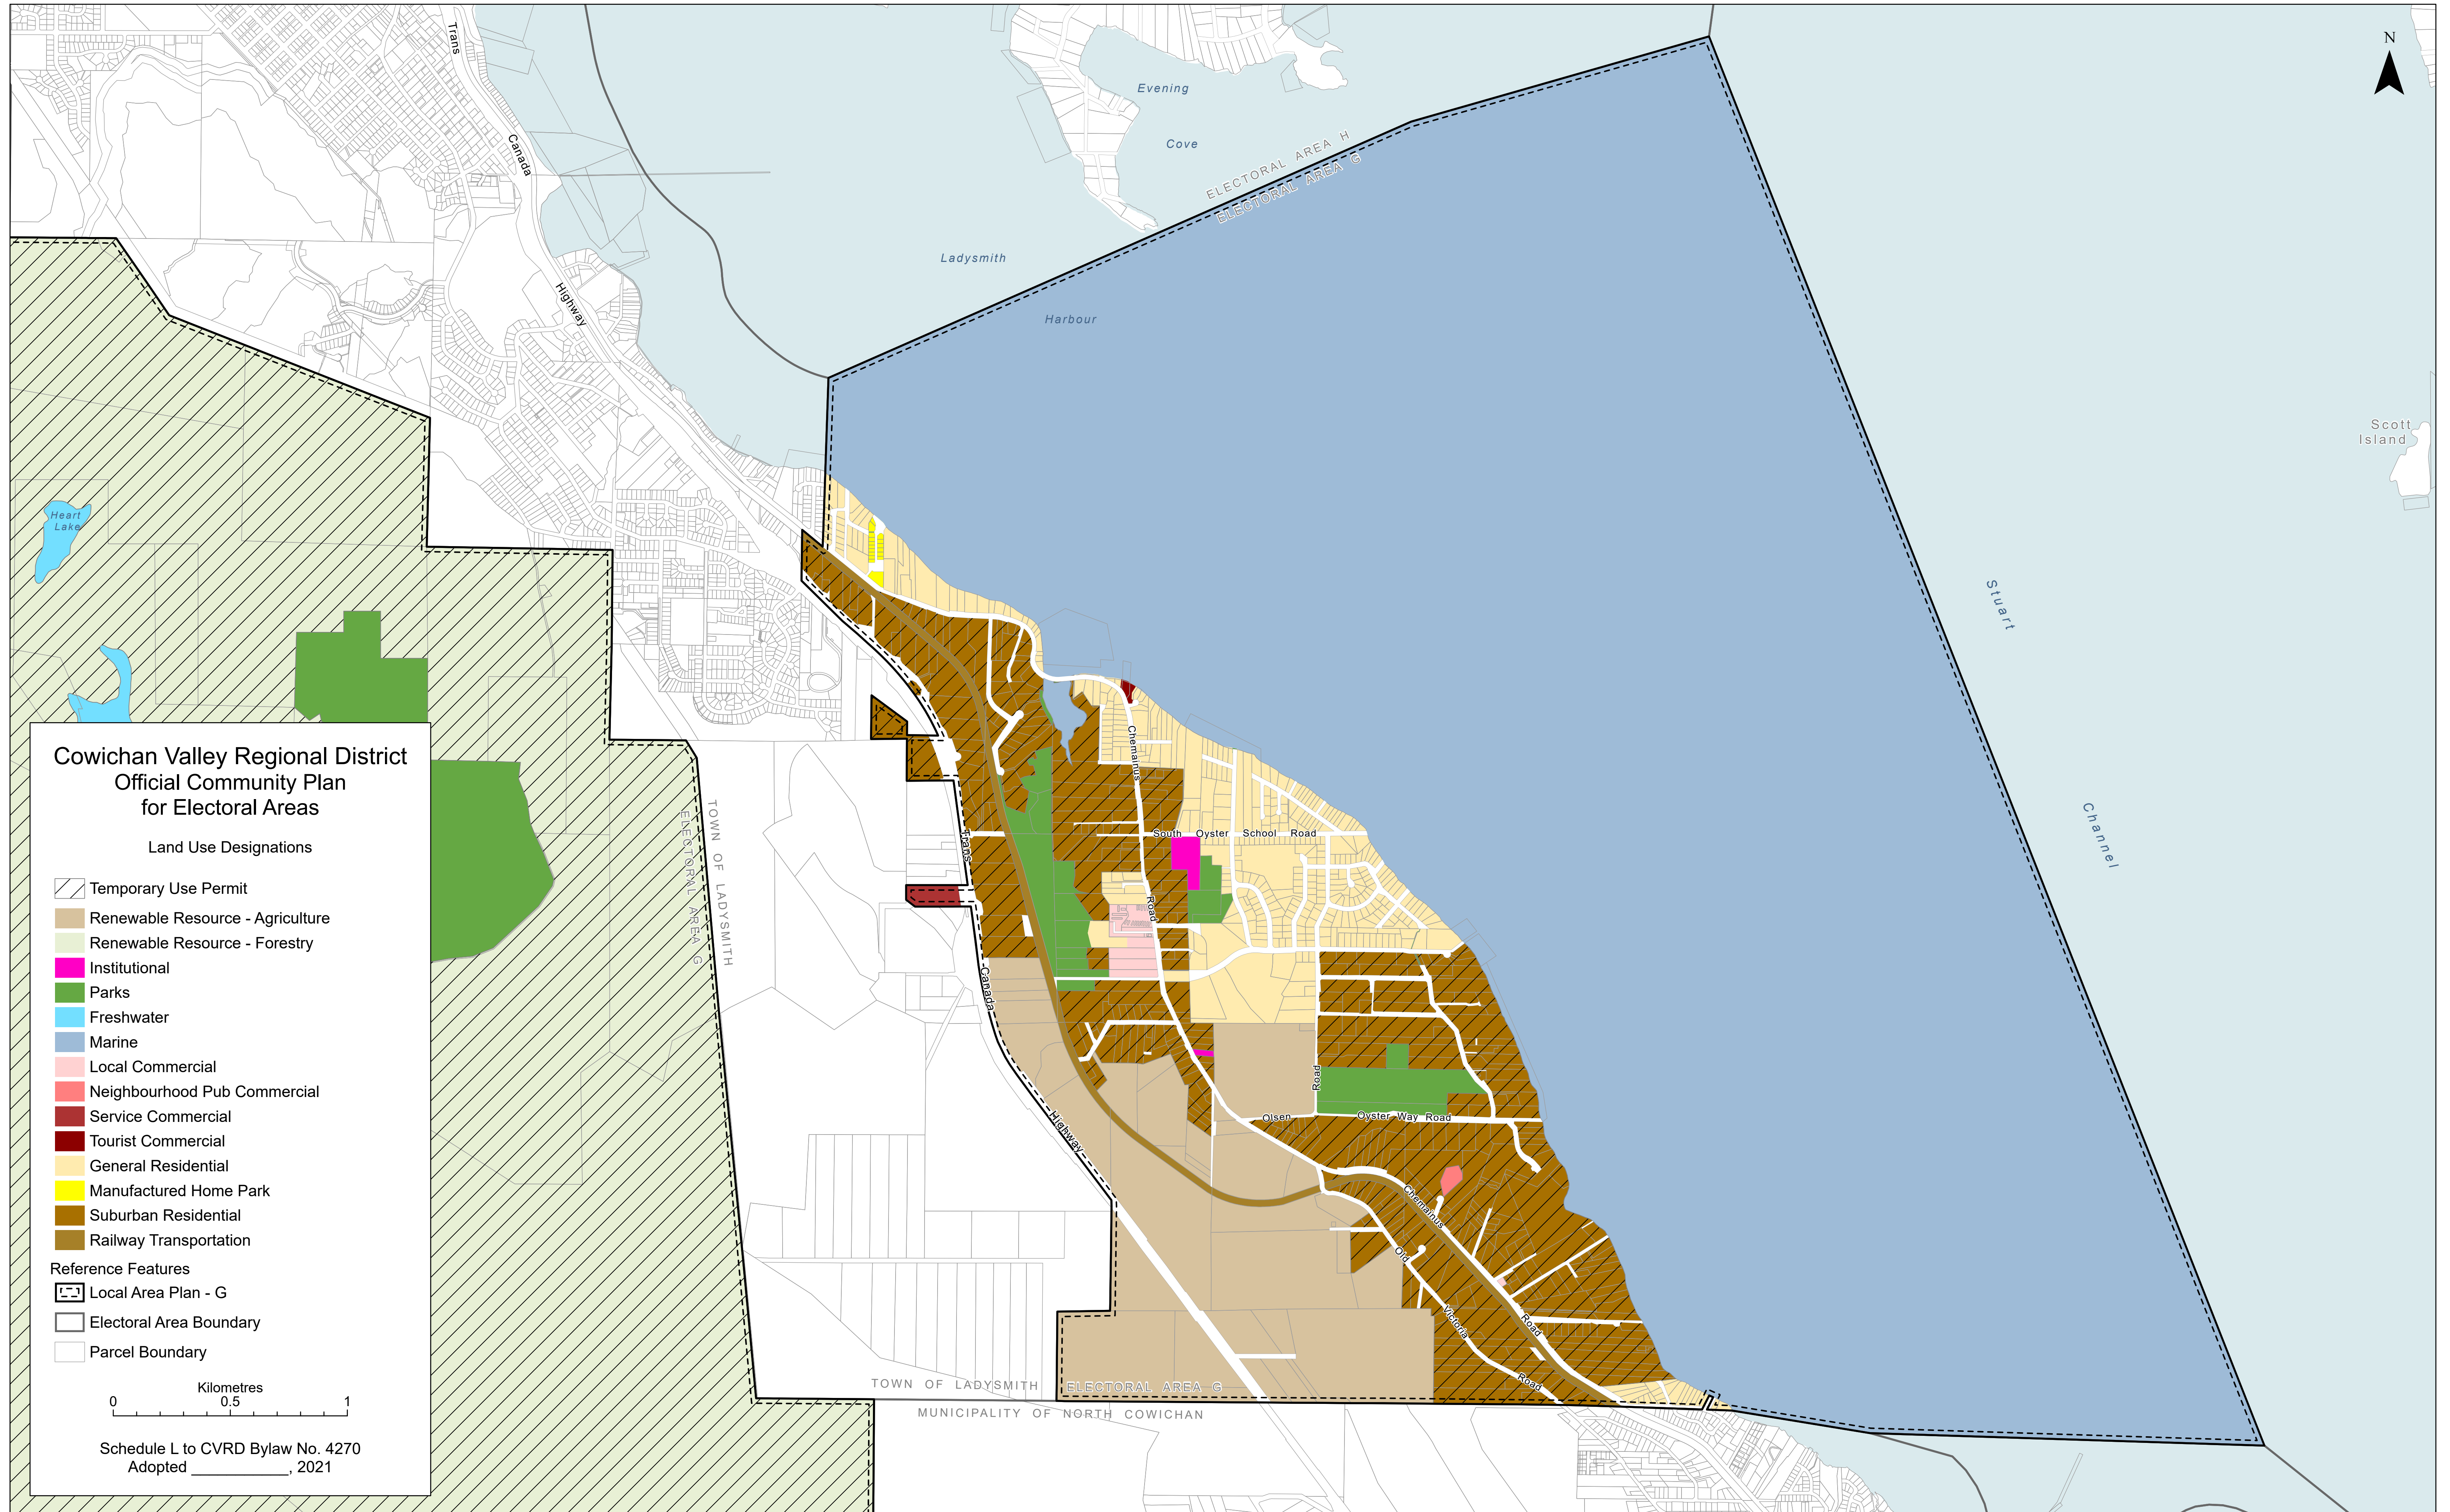 N
Trans
Canada
Highway
Evening
Cove
ELECTORAL AREA H
ELECTORAL AREA G
Ladysmith
Harbour
Scott
Island
Stuart
Channel
Heart
Lake
TOWN OF LADYSMITH
ELECTORAL AREA G
Chemainus
Road
South Oyster School Road
Trans
Canada
Highway
Road
Olsen
Oyster Way Road
Chemainus
Road
Old
Victoria
Road
TOWN OF LADYSMITH
ELECTORAL AREA G
MUNICIPALITY OF NORTH COWICHAN
Cowichan Valley Regional District
Official Community Plan
for Electoral Areas
Land Use Designations
Temporary Use Permit
Renewable Resource - Agriculture
Renewable Resource - Forestry
Institutional
Parks
Freshwater
Marine
Local Commercial
Neighbourhood Pub Commercial
Service Commercial
Tourist Commercial
General Residential
Manufactured Home Park
Suburban Residential
Railway Transportation
Reference Features
Local Area Plan - G
Electoral Area Boundary
Parcel Boundary
Kilometres
0 0.5 1
Schedule L to CVRD Bylaw No. 4270
Adopted ____________, 2021